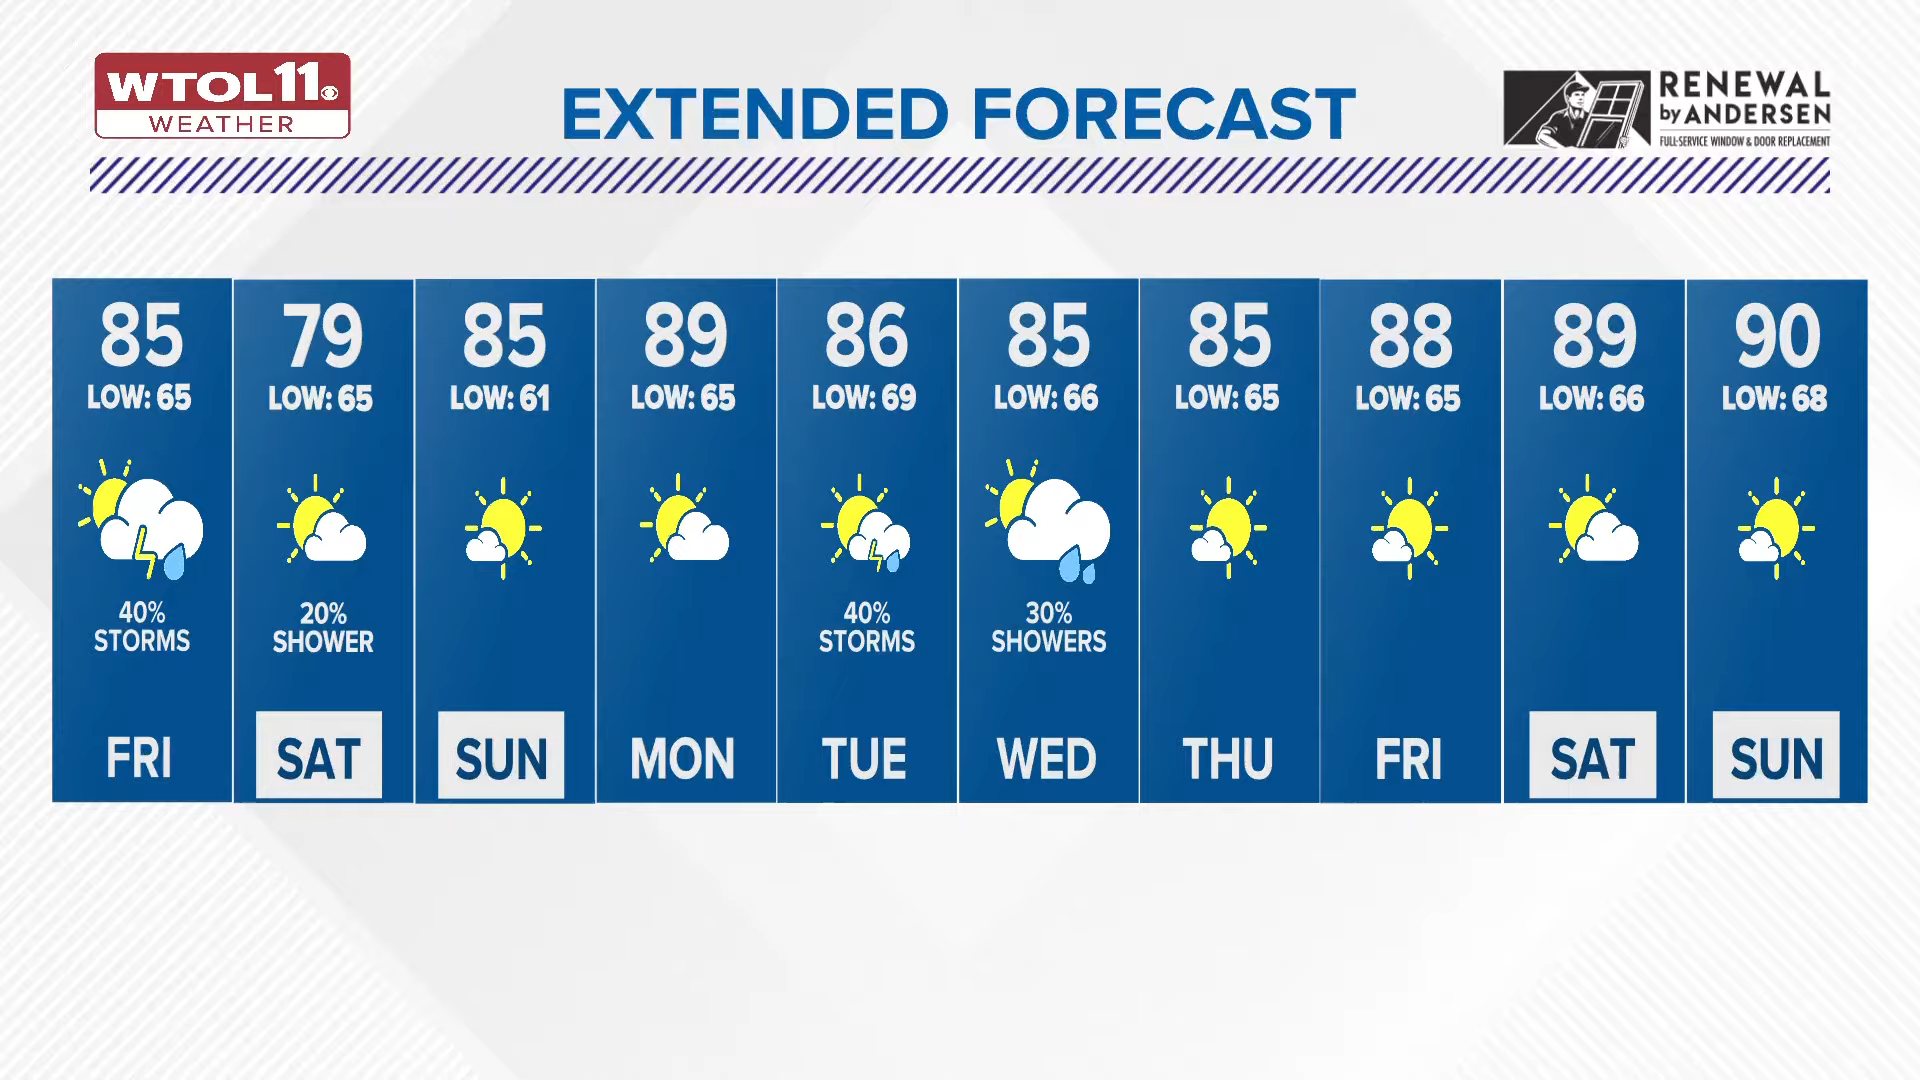 WTOL 11
WEATHER
EXTENDED FORECAST
RENEWAL
by ANDERSEN
FULL-SERVICE WINDOW & DOOR REPLACEMENT
85
LOW: 65
40%
STORMS
FRI
79
LOW: 65
20%
SHOWER
SAT
85
LOW: 61
SUN
89
LOW: 65
MON
86
LOW: 69
40%
STORMS
TUE
85
LOW: 66
30%
SHOWERS
WED
85
LOW: 65
THU
88
LOW: 65
FRI
89
LOW: 66
SAT
90
LOW: 68
SUN